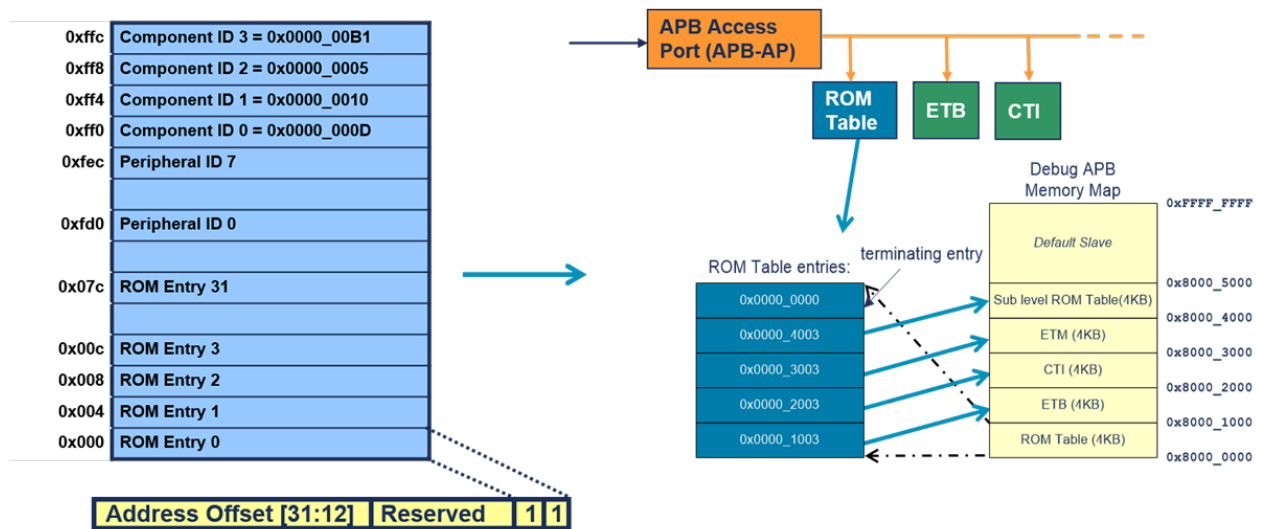 0xffc Component ID 3 = 0x0000_00B1
0xff8 Component ID 2 = 0x0000_0005
0xff4 Component ID 1 = 0x0000_0010
0xff0 Component ID 0 = 0x0000_000D
0xfec Peripheral ID 7
0xfd0 Peripheral ID 0
0x07c ROM Entry 31
0x00c ROM Entry 3
0x008 ROM Entry 2
0x004 ROM Entry 1
0x000 ROM Entry 0
Address Offset [31:12] Reserved 1 1
APB Access
Port (APB-AP)
ROM
Table
ETB
CTI
ROM Table entries:
terminating entry
0x0000_0000
0x0000_4003
0x0000_3003
0x0000_2003
0x0000_1003
Debug APB
Memory Map
0xFFFF_FFFF
Default Slave
0x8000_5000
Sub level ROM Table(4KB)
0x8000_4000
ETM (4KB)
0x8000_3000
CTI (4KB)
0x8000_2000
ETB (4KB)
0x8000_1000
ROM Table (4KB)
0x8000_0000